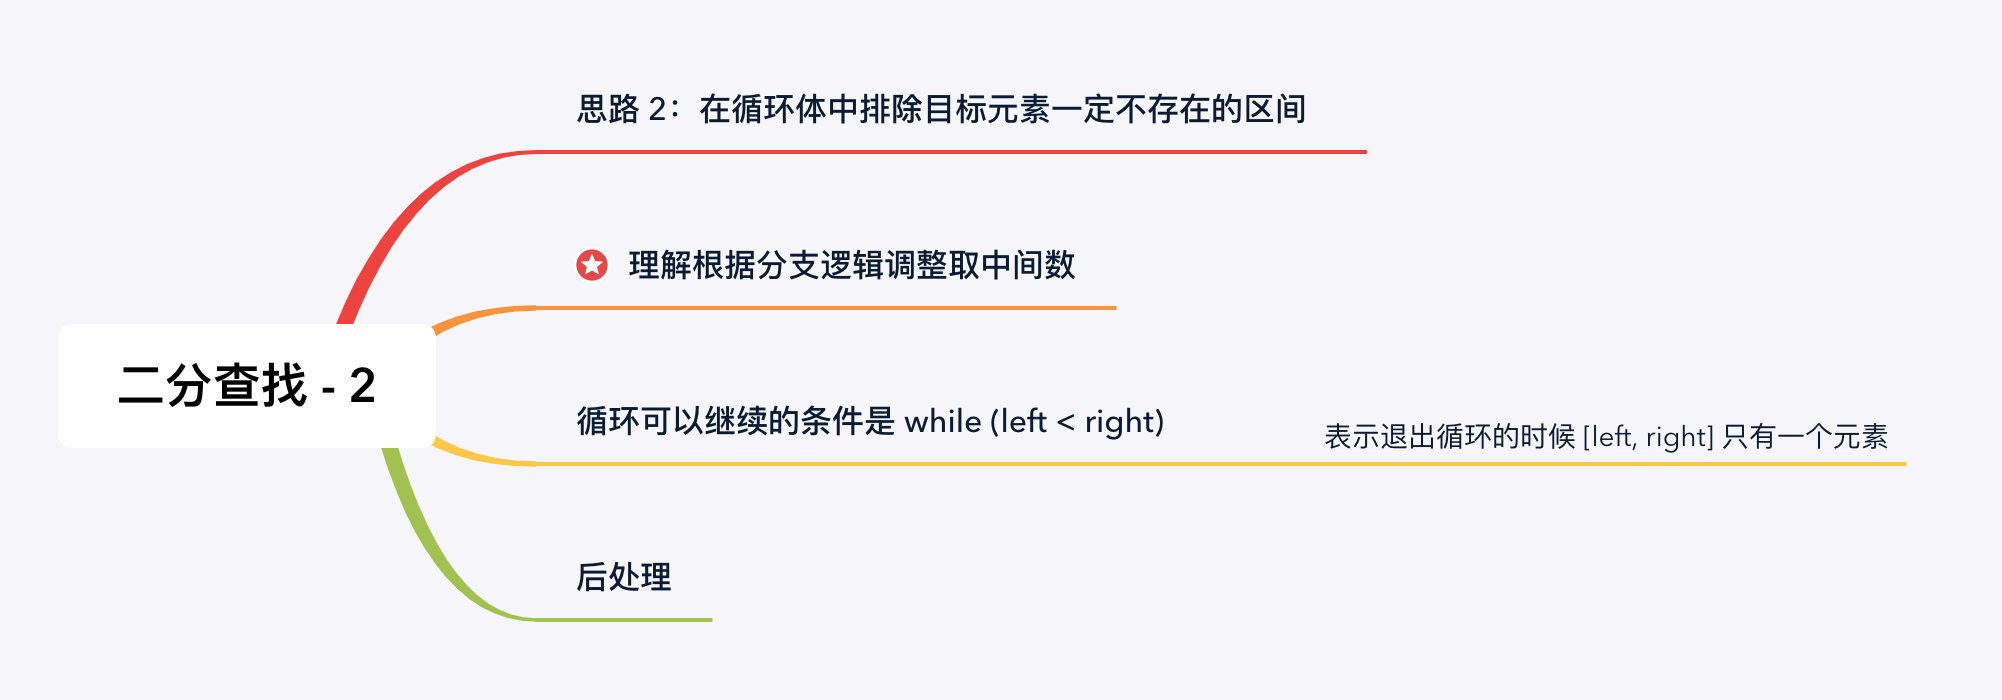 思路 2：在循环体中排除目标元素一定不存在的区间
理解根据分支逻辑调整取中间数
二分查找 - 2
循环可以继续的条件是 while (left < right)
表示退出循环的时候 [left, right] 只有一个元素
后处理